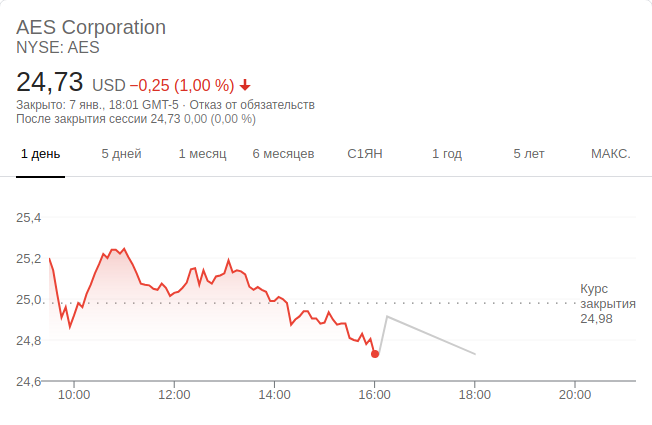 AES Corporation
NYSE: AES
24,73 USD −0,25 (1,00 %)
Закрыто: 7 янв., 18:01 GMT-5 · Отказ от обязательств
После закрытия сессии 24,73 0,00 (0,00 %)
1 день 5 дней 1 месяц 6 месяцев С1ЯН 1 год 5 лет МАКС.
25,4
25,2
25,0
24,8
24,6
Курс
закрытия
24,98
10:00 12:00 14:00 16:00 18:00 20:00